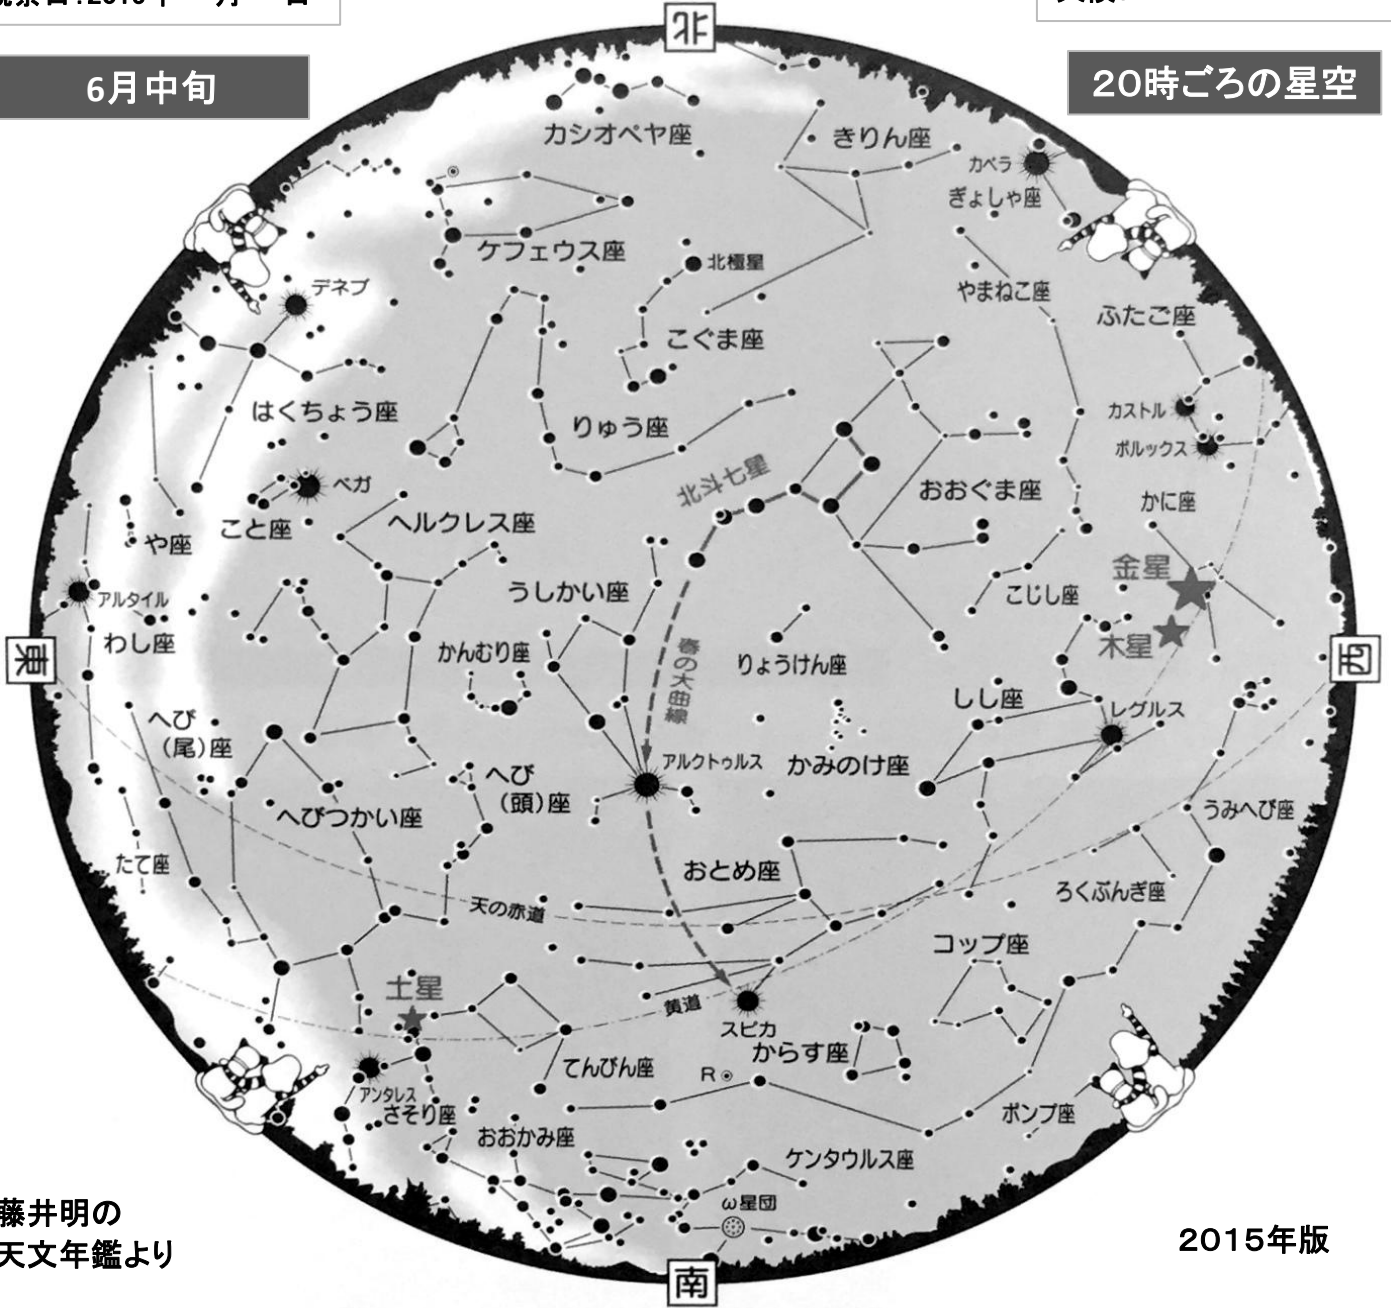 北
6月中旬
20時ごろの星空
カシオペヤ座
きりん座
カペラ
ぎょしゃ座
ケフェウス座
北極星
デネブ
やまねこ座
ふたご座
こぐま座
はくちょう座
カストル
りゅう座
ポルックス
北斗七星
ベガ
おおぐま座
かに座
こと座
ヘルクレス座
や座
金星
うしかい座
こじし座
アルタイル
わし座
木星
かんむり座
春の大曲線
りょうけん座
東
西
しし座
レグルス
へび
(尾)座
アルクトゥルス
かみのけ座
へび
(頭)座
へびつかい座
うみへび座
たて座
おとめ座
ろくぶんぎ座
天の赤道
コップ座
土星
黄道
スピカ
からす座
てんびん座
R
アンタレス
さそり座
ポンプ座
おおかみ座
ケンタウルス座
ω星団
藤井明の
天文年鑑より
2015年版
南